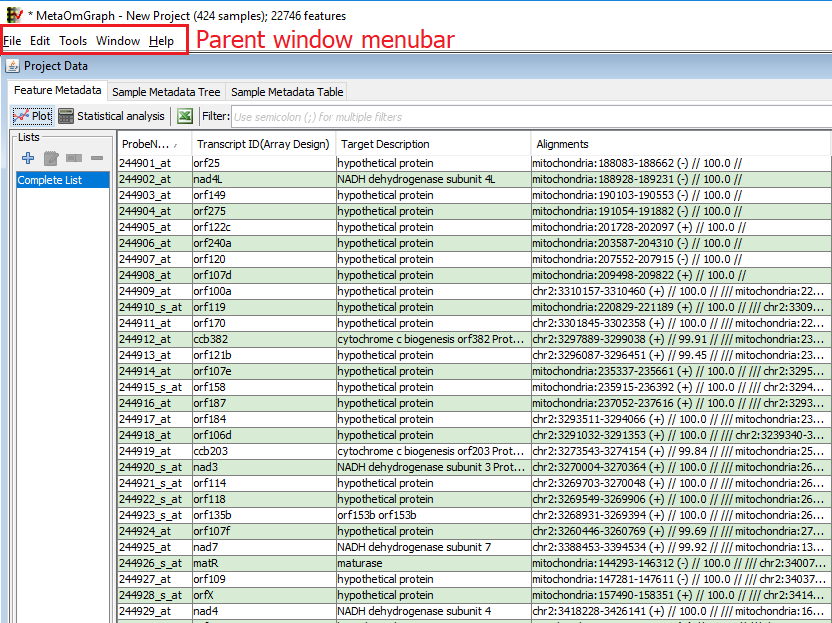 * MetaOmGraph - New Project (424 samples); 22746 features
File Edit Tools Window Help Parent window menubar
Project Data
Feature Metadata Sample Metadata Tree Sample Metadata Table
Plot Statistical analysis Filter: Use semicolon (;) for multiple filters
Lists
ProbeN... Transcript ID(Array Design) Target Description Alignments
Complete List
244901_at orf25 hypothetical protein mitochondria:188083-188662 (-) // 100.0 //
244902_at nad4L NADH dehydrogenase subunit 4L mitochondria:188928-189231 (-) // 100.0 //
244903_at orf149 hypothetical protein mitochondria:190103-190553 (-) // 100.0 //
244904_at orf275 hypothetical protein mitochondria:191054-191882 (-) // 100.0 //
244905_at orf122c hypothetical protein mitochondria:201728-202097 (+) // 100.0 //
244906_at orf240a hypothetical protein mitochondria:203587-204310 (-) // 100.0 //
244907_at orf120 hypothetical protein mitochondria:207552-207915 (-) // 100.0 //
244908_at orf107d hypothetical protein mitochondria:209498-209822 (+) // 100.0 //
244909_at orf100a hypothetical protein chr2:3310157-3310460 (+) // 100.0 // /// mitochondria:22...
244910_s_at orf119 hypothetical protein mitochondria:220829-221189 (+) // 100.0 // /// chr2:3309...
244911_at orf170 hypothetical protein chr2:3301845-3302358 (+) // 100.0 // /// mitochondria:22...
244912_at ccb382 cytochrome c biogenesis orf382 Prot... chr2:3297889-3299038 (+) // 99.91 // /// mitochondria:23...
244913_at orf121b hypothetical protein chr2:3296087-3296451 (+) // 99.45 // /// mitochondria:23...
244914_at orf107e hypothetical protein mitochondria:235337-235661 (+) // 100.0 // /// chr2:3295...
244915_s_at orf158 hypothetical protein mitochondria:235915-236392 (+) // 100.0 // /// chr2:3294...
244916_at orf187 hypothetical protein mitochondria:237052-237616 (+) // 100.0 // /// chr2:3293...
244917_at orf184 hypothetical protein chr2:3293511-3294066 (+) // 100.0 // /// mitochondria:23...
244918_at orf106d hypothetical protein chr2:3291032-3291353 (+) // 100.0 // /// chr2:3239340-3...
244919_at ccb203 cytochrome c biogenesis orf203 Prot... chr2:3273543-3274154 (+) // 99.84 // /// mitochondria:25...
244920_s_at nad3 NADH dehydrogenase subunit 3 Prot... chr2:3270004-3270364 (+) // 100.0 // /// mitochondria:26...
244921_s_at orf114 hypothetical protein chr2:3269703-3270048 (+) // 100.0 // /// mitochondria:26...
244922_s_at orf118 hypothetical protein chr2:3269549-3269906 (+) // 100.0 // /// mitochondria:26...
244923_s_at orf135b orf153b orf153b chr2:3268931-3269394 (+) // 100.0 // /// mitochondria:26...
244924_at orf107f hypothetical protein chr2:3260446-3260769 (+) // 99.69 // /// mitochondria:27...
244925_at nad7 NADH dehydrogenase subunit 7 chr2:3388453-3394534 (+) // 99.92 // /// mitochondria:13...
244926_s_at matR maturase mitochondria:144293-146312 (-) // 100.0 // /// chr2:34007...
244927_at orf109 hypothetical protein mitochondria:147281-147611 (-) // 100.0 // /// chr2:34037...
244928_s_at orfX hypothetical protein mitochondria:157490-158351 (+) // 100.0 // /// chr2:3414...
244929_at nad4 NADH dehydrogenase subunit 4 chr2:3418228-3426141 (+) // 100.0 // /// mitochondria:16...